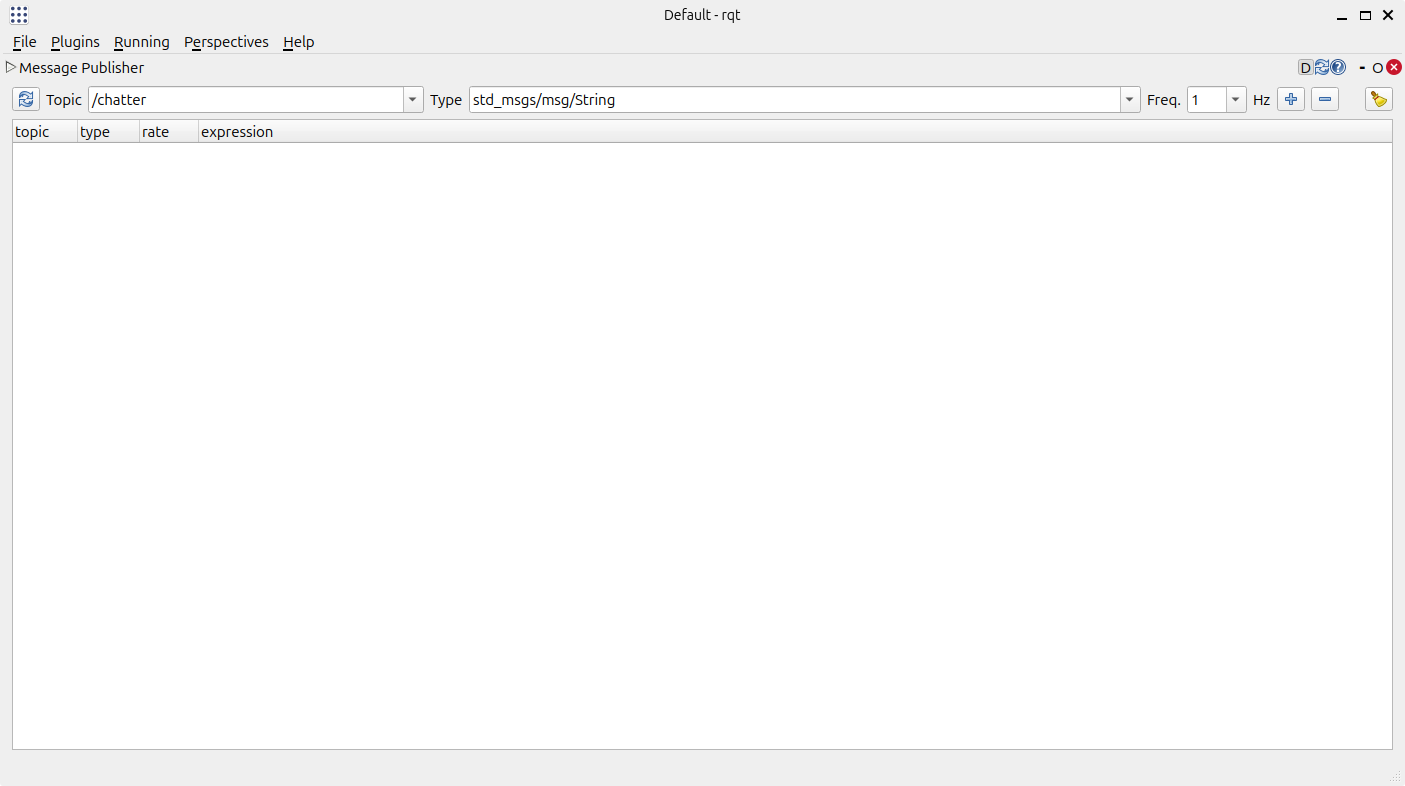 Default - rqt
File Plugins Running Perspectives Help
Message Publisher D - O
Topic /chatter Type std_msgs/msg/String Freq. 1 Hz
topic type rate expression